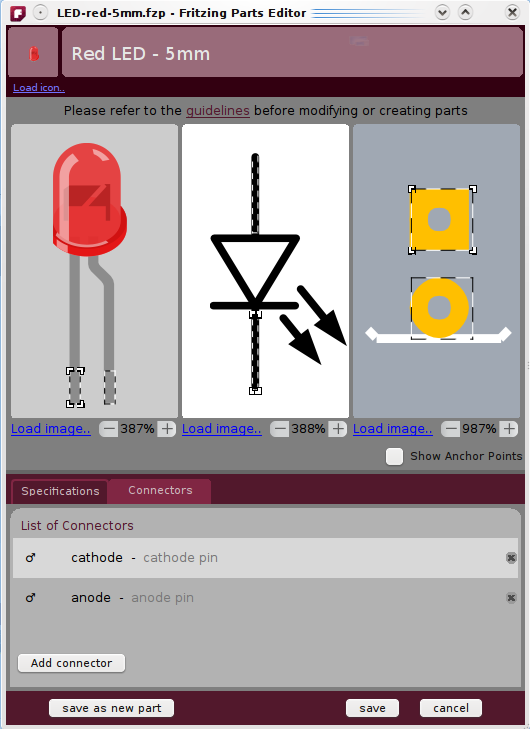 LED-red-5mm.fzp - Fritzing Parts Editor
Red LED - 5mm
Load icon..
Please refer to the guidelines before modifying or creating parts
Load image.. 387% Load image.. 388% Load image.. 987%
Show Anchor Points
Specifications Connectors
List of Connectors
cathode - cathode pin
anode - anode pin
Add connector
save as new part save cancel